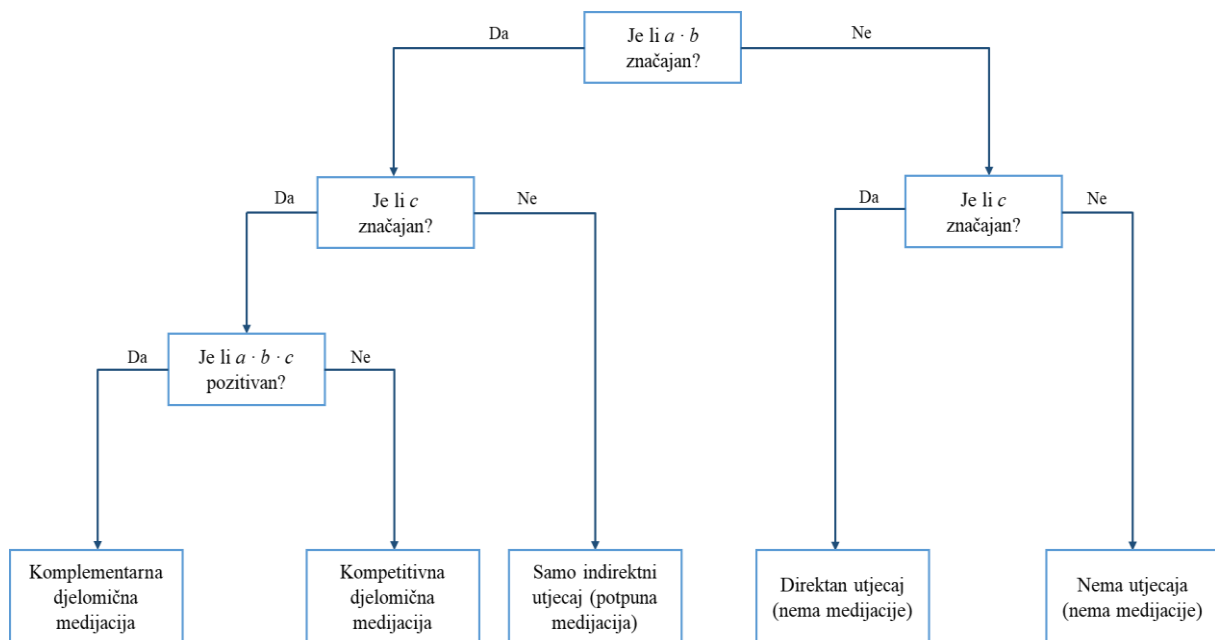 Da
Je li a · b
značajan?
Ne
Da
Je li c
značajan?
Ne
Da
Je li c
značajan?
Ne
Da
Je li a · b · c
pozitivan?
Ne
Komplementarna
djelomična
medijacija
Kompetitivna
djelomična
medijacija
Samo indirektni
utjecaj (potpuna
medijacija)
Direktan utjecaj
(nema medijacije)
Nema utjecaja
(nema medijacije)